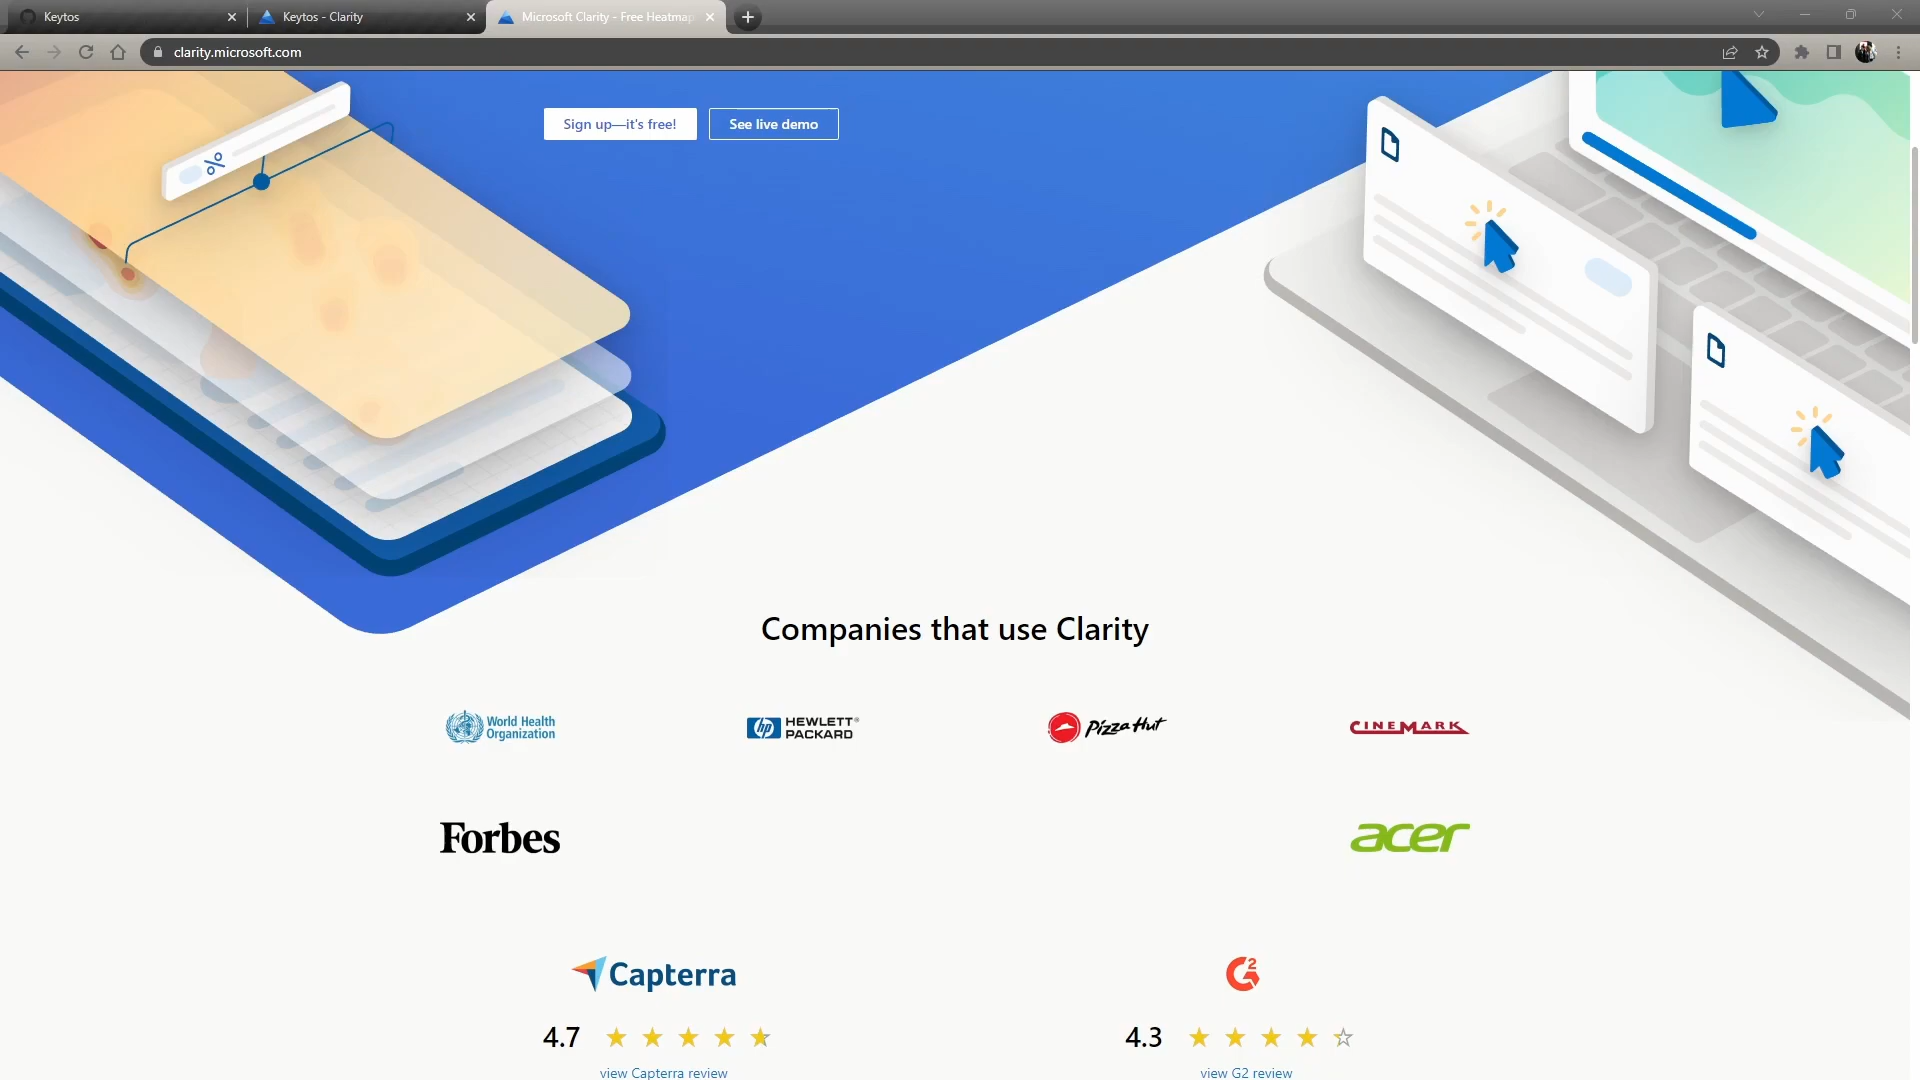 Keytos
Keytos - Clarity
Microsoft Clarity - Free Heatmap
clarity.microsoft.com
Sign up—it's free!
See live demo
%
Companies that use Clarity
World Health
Organization
hp
HEWLETT®
PACKARD
Pizza Hut
CINEMARK
Forbes
acer
Capterra
G2
4.7
4.3
view Capterra review
view G2 review